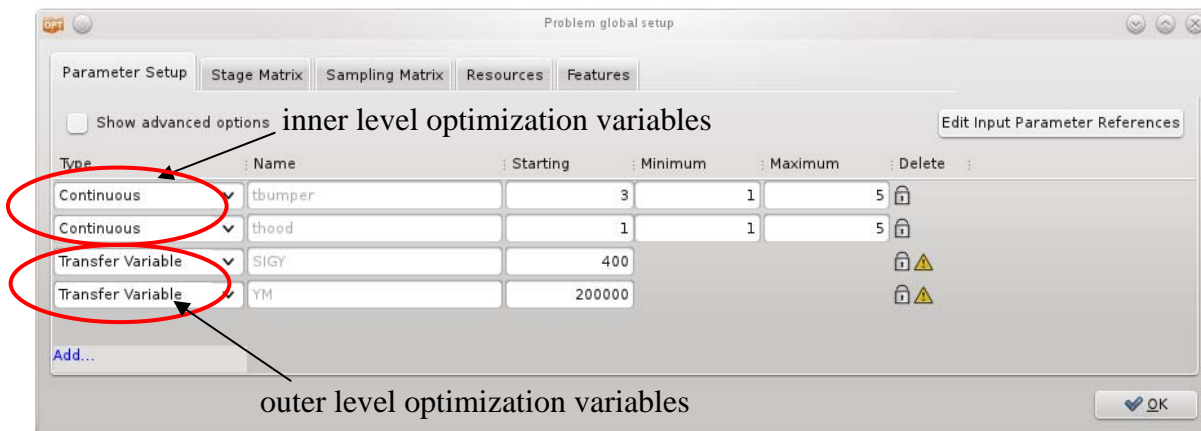 OPT Problem global setup
Parameter Setup Stage Matrix Sampling Matrix Resources Features
Show advanced options inner level optimization variables Edit Input Parameter References
Type Name Starting Minimum Maximum Delete
Continuous tbumper 3 1 5
Continuous thood 1 1 5
Transfer Variable SIGY 400
Transfer Variable YM 200000
Add...
outer level optimization variables OK